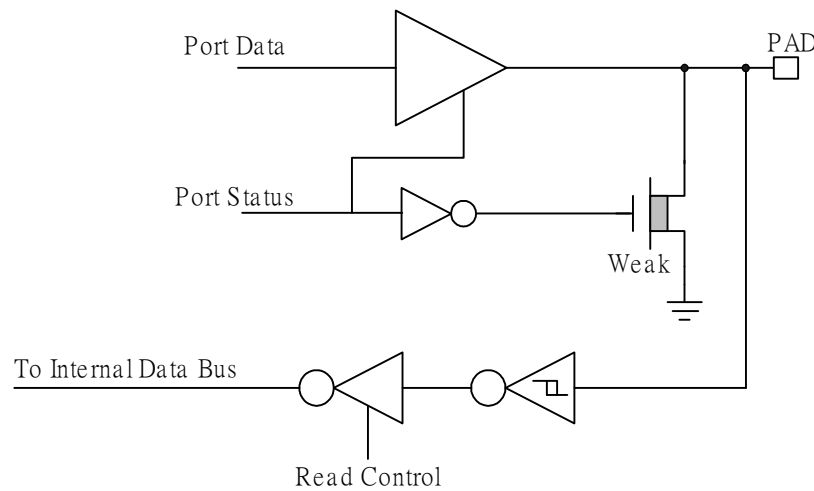 Port Data
PAD
Port Status
Weak
To Internal Data Bus
Read Control